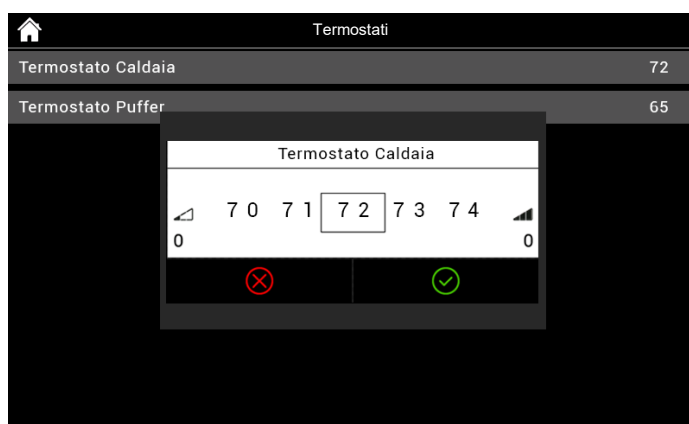 Termostati
Termostato Caldaia 72
Termostato Puffer 65
Termostato Caldaia
70 71 72 73 74
0 0